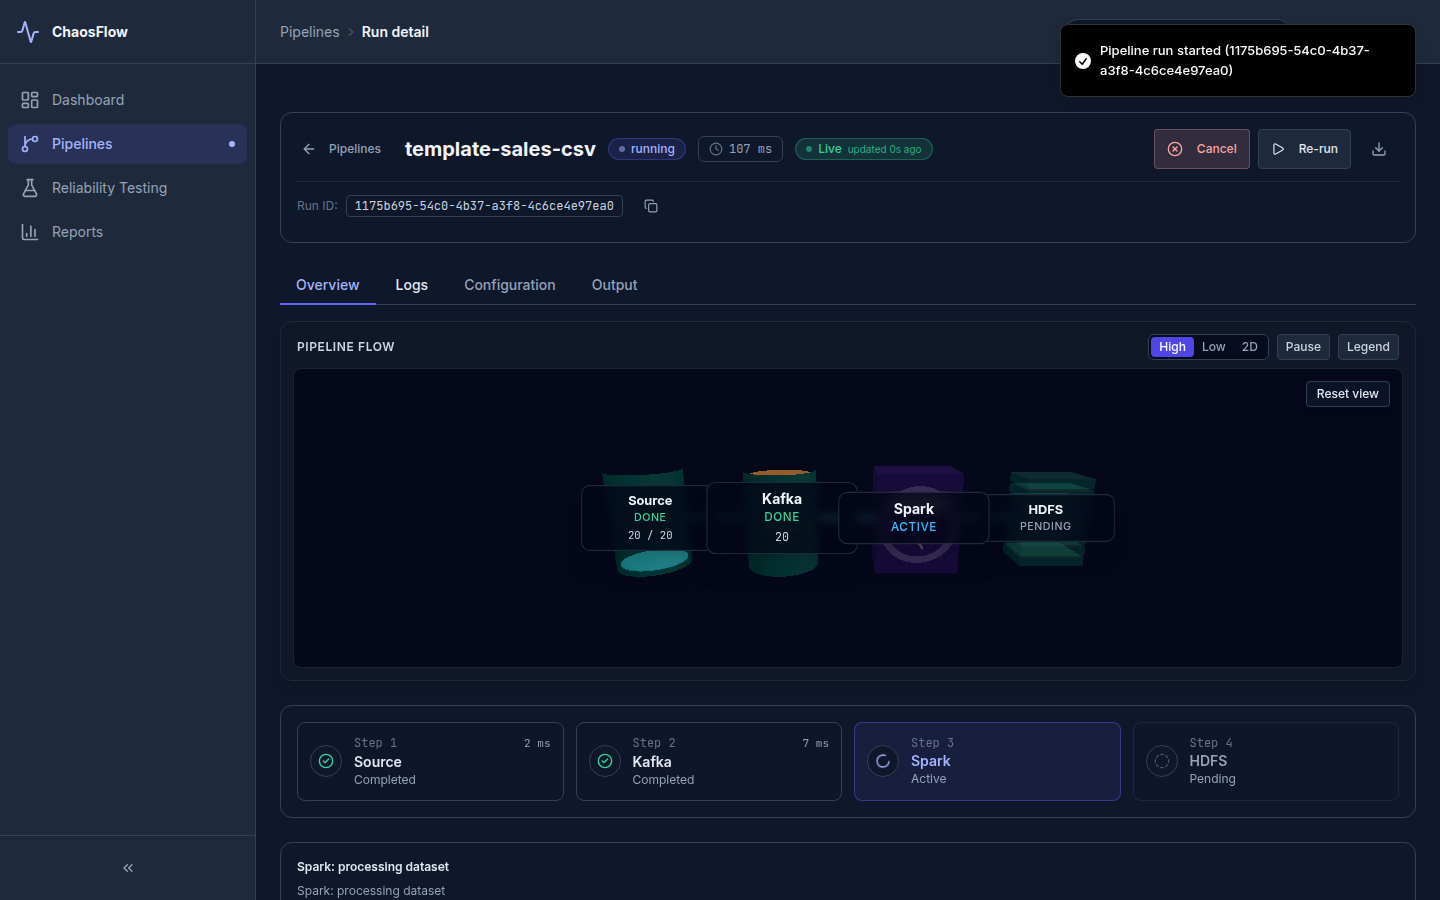 ChaosFlow
Pipelines > Run detail
Pipeline run started (1175b695-54c0-4b37-
a3f8-4c6ce4e97ea0)
Dashboard
Pipelines
Reliability Testing
Reports
Pipelines
template-sales-csv
running
107 ms
Live updated 0s ago
Cancel
Re-run
Run ID: 1175b695-54c0-4b37-a3f8-4c6ce4e97ea0
Overview
Logs
Configuration
Output
PIPELINE FLOW
High
Low
2D
Pause
Legend
Reset view
Source
DONE
20 / 20
Kafka
DONE
20
Spark
ACTIVE
HDFS
PENDING
Step 1
2 ms
Source
Completed
Step 2
7 ms
Kafka
Completed
Step 3
Spark
Active
Step 4
HDFS
Pending
Spark: processing dataset
Spark: processing dataset